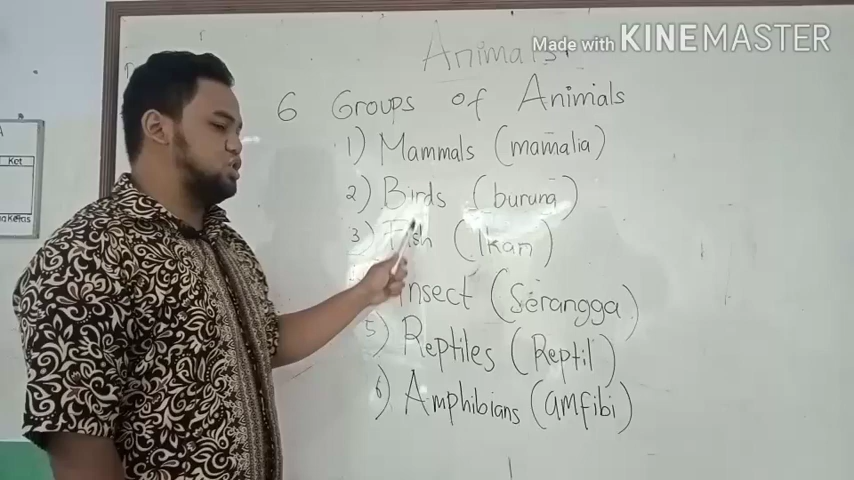 Animals
Made with KINEMASTER
6 Groups of Animals
1) Mammals (mamalia)
2) Birds (burung)
3) Fish (Ikan)
Insect (Serangga)
5) Reptiles (Reptil)
6) Amphibians (amfibi)
A
Ket